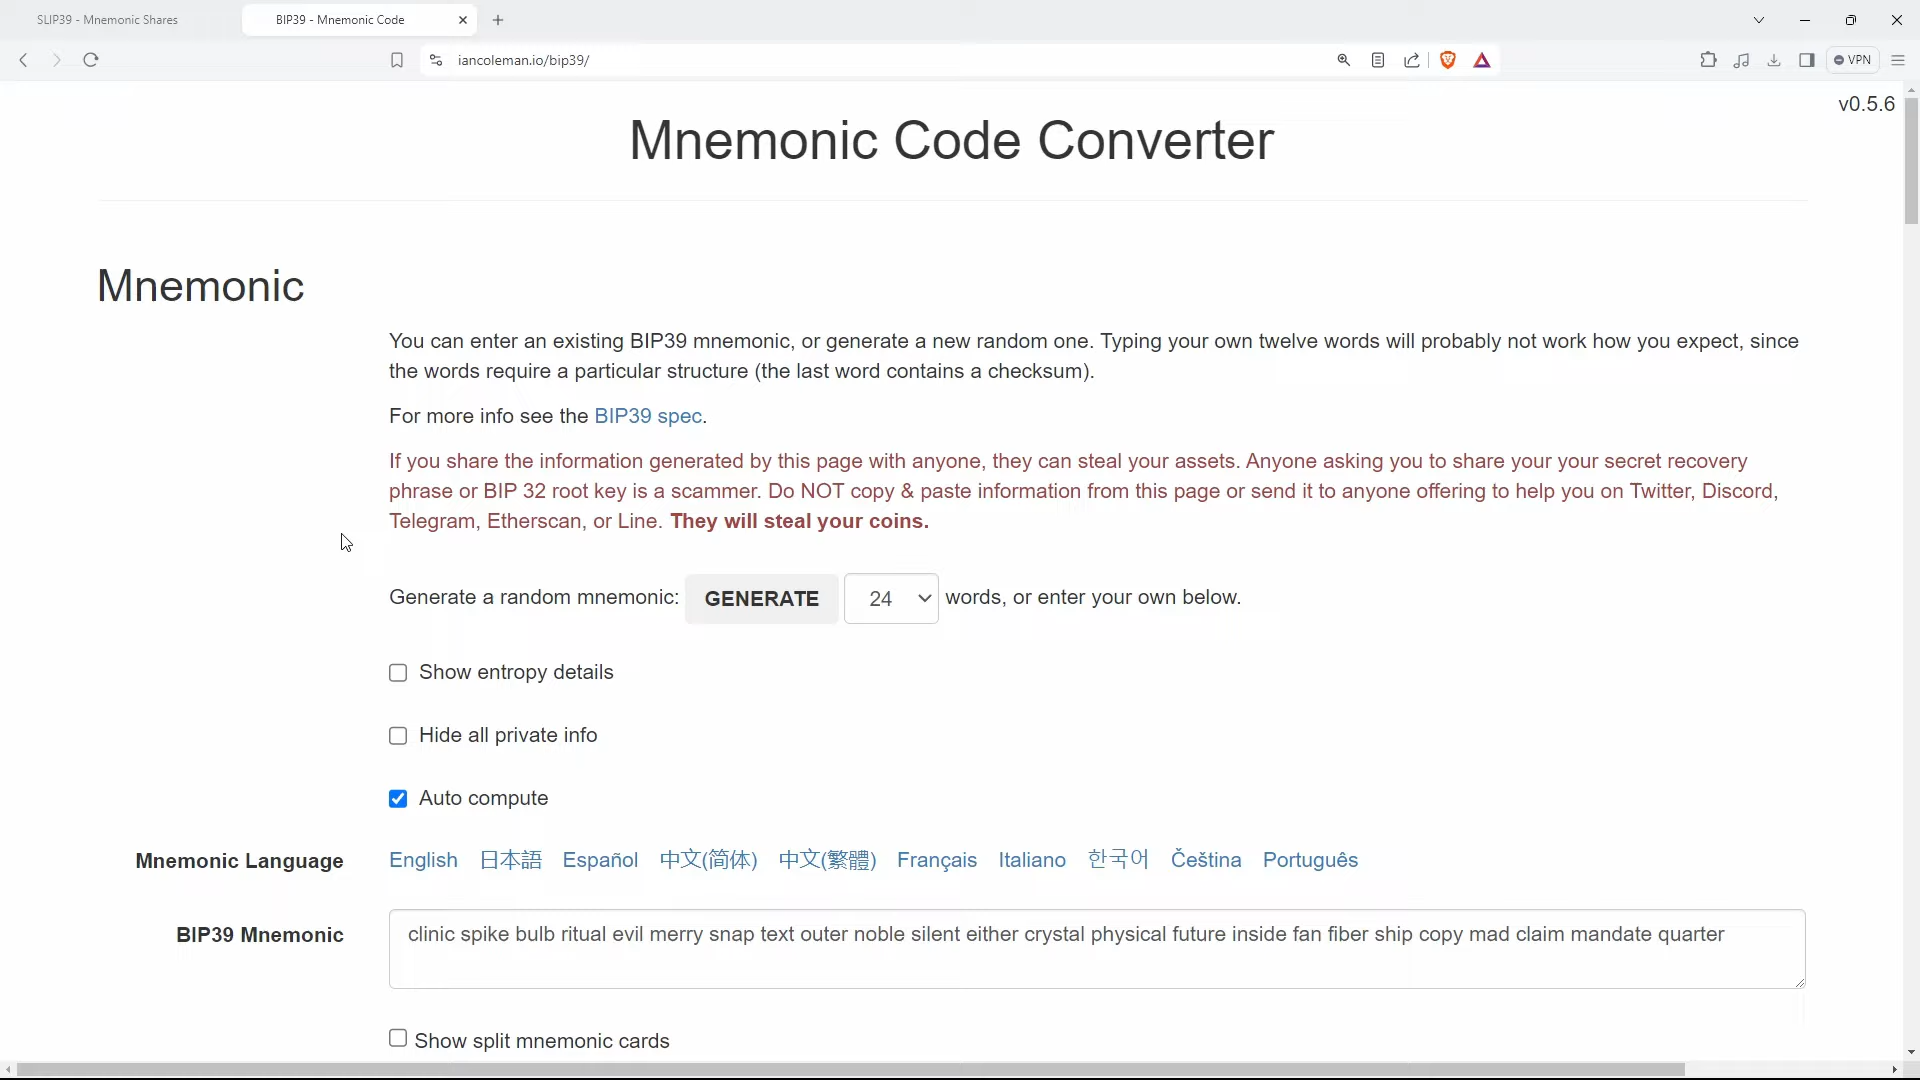 SLIP39 - Mnemonic Shares
BIP39 - Mnemonic Code
iancoleman.io/bip39/
VPN
v0.5.6
Mnemonic Code Converter
Mnemonic
You can enter an existing BIP39 mnemonic, or generate a new random one. Typing your own twelve words will probably not work how you expect, since
the words require a particular structure (the last word contains a checksum).
For more info see the BIP39 spec.
If you share the information generated by this page with anyone, they can steal your assets. Anyone asking you to share your your secret recovery
phrase or BIP 32 root key is a scammer. Do NOT copy & paste information from this page or send it to anyone offering to help you on Twitter, Discord,
Telegram, Etherscan, or Line. They will steal your coins.
Generate a random mnemonic: GENERATE 24 words, or enter your own below.
Show entropy details
Hide all private info
Auto compute
Mnemonic Language English 日本語 Español 中文(简体) 中文(繁體) Français Italiano 한국어 Čeština Português
BIP39 Mnemonic clinic spike bulb ritual evil merry snap text outer noble silent either crystal physical future inside fan fiber ship copy mad claim mandate quarter
Show split mnemonic cards